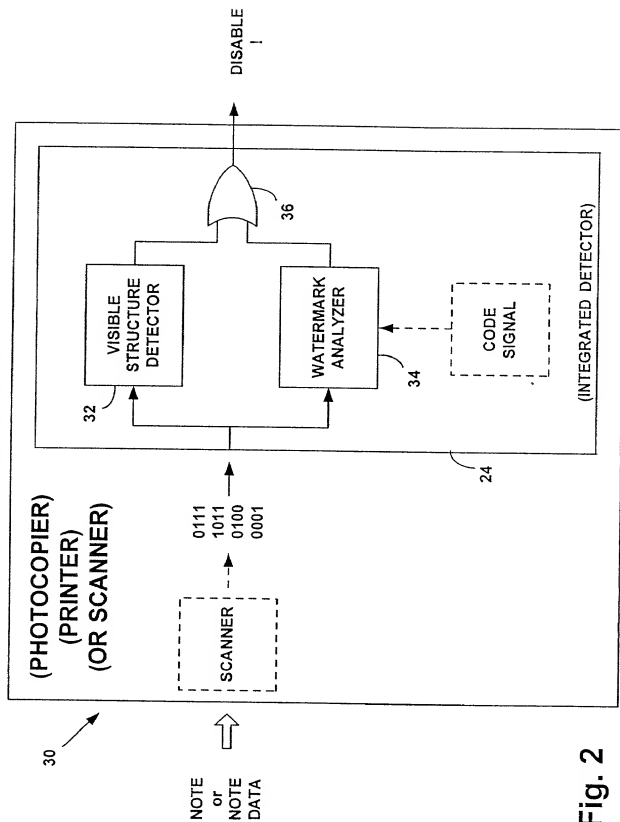 30
(PHOTOCOPIER)
(PRINTER)
(OR SCANNER)
NOTE
or
NOTE
DATA
SCANNER
0111
1011
0100
0001
32
VISIBLE
STRUCTURE
DETECTOR
WATERMARK
ANALYZER
34
36
CODE
SIGNAL
(INTEGRATED DETECTOR)
24
DISABLE
!
Fig. 2